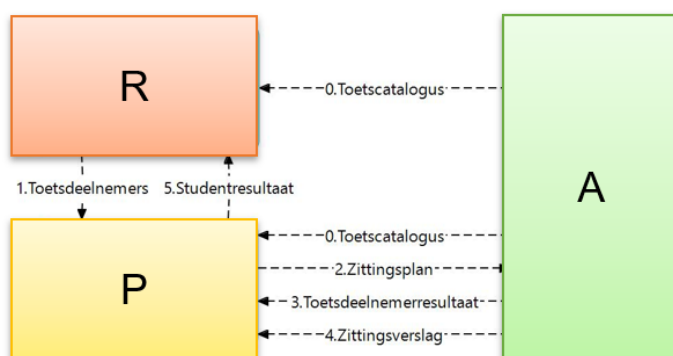 R
0.Toetscatalogus
A
1.Toetsdeelnemers
5.Studentresultaat
P
0.Toetscatalogus
2.Zittingsplan
3.Toetsdeelnemerresultaat
4.Zittingsverslag